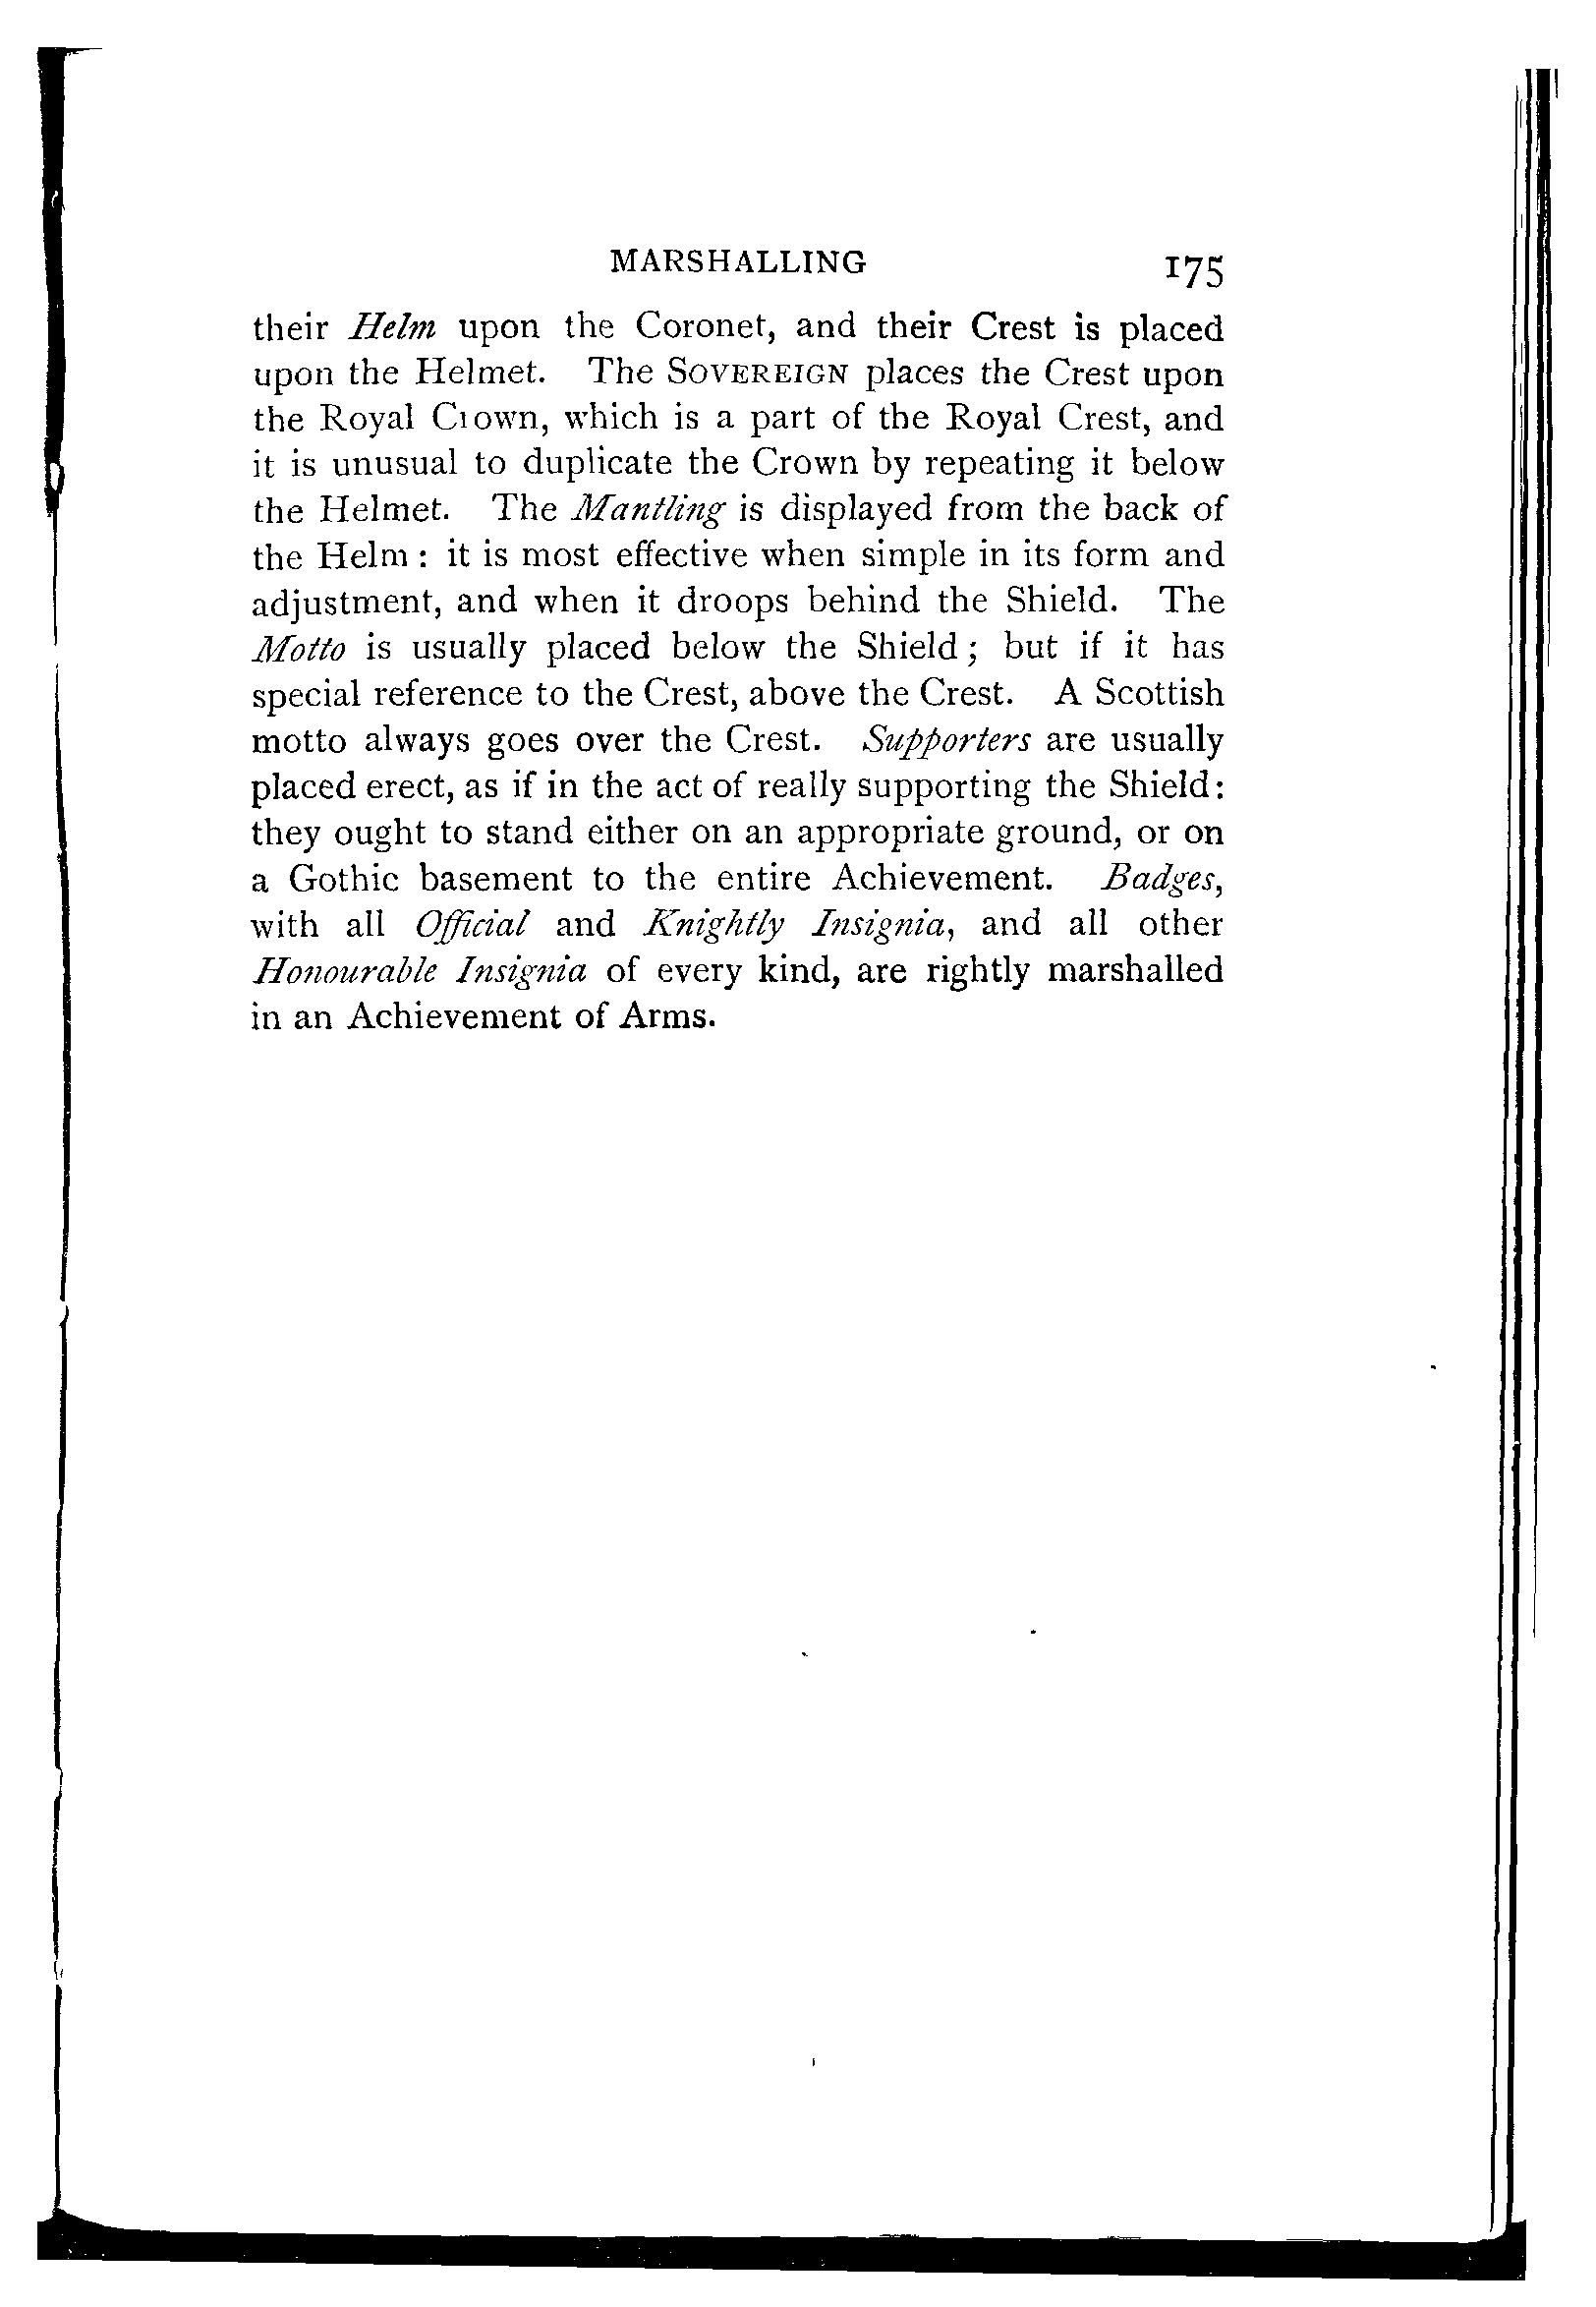 MARSHALLING 175
their Helm upon the Coronet, and their Crest is placed
upon the Helmet. The SOVEREIGN places the Crest upon
the Royal Crown, which is a part of the Royal Crest, and
it is unusual to duplicate the Crown by repeating it below
the Helmet. The Mantling is displayed from the back of
the Helm : it is most effective when simple in its form and
adjustment, and when it droops behind the Shield. The
Motto is usually placed below the Shield ; but if it has
special reference to the Crest, above the Crest. A Scottish
motto always goes over the Crest. Supporters are usually
placed erect, as if in the act of really supporting the Shield:
they ought to stand either on an appropriate ground, or on
a Gothic basement to the entire Achievement. Badges,
with all Official and Knightly Insignia, and all other
Honourable Insignia of every kind, are rightly marshalled
in an Achievement of Arms.